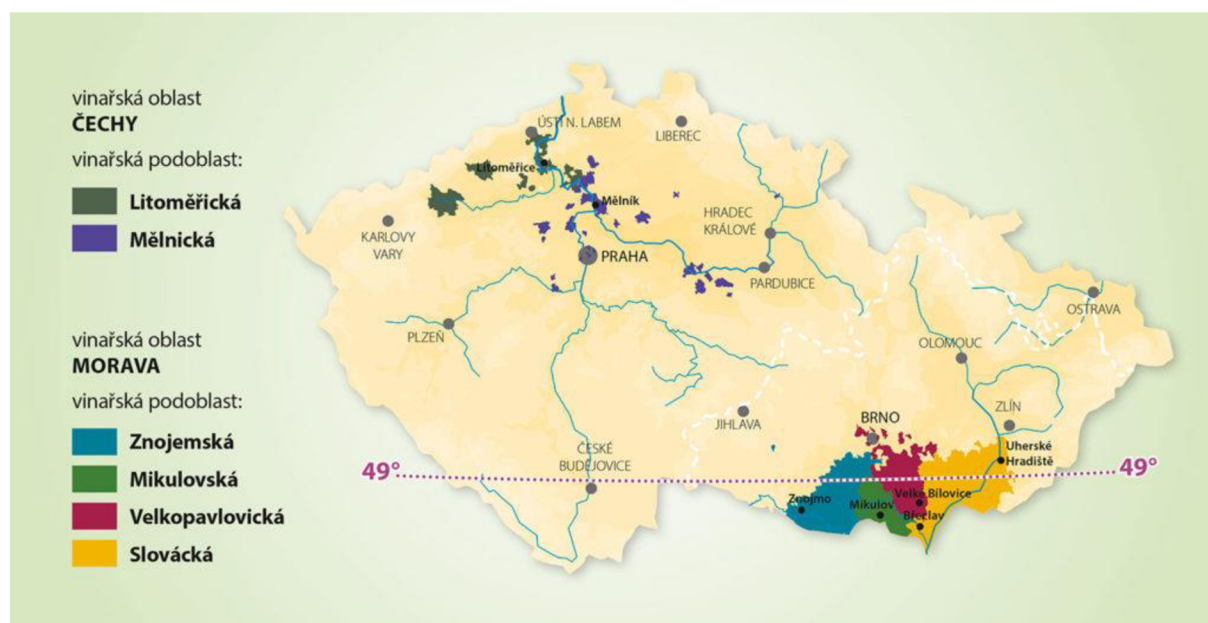 vinařská oblast
ČECHY
vinařská podoblast:
Litoměřická
Mělnická
vinařská oblast
MORAVA
vinařská podoblast:
Znojemská
Mikulovská
Velkopavlovická
Slovácká
ÚSTÍ N. LABEM
LIBEREC
Litoměřice
Mělník
KARLOVY
VARY
HRADEC
KRÁLOVÉ
PRAHA
PARDUBICE
OSTRAVA
PLZEŇ
OLOMOUC
JIHLAVA
BRNO
ZLÍN
ČESKÉ
BUDĚJOVICE
Uherské
Hradiště
49°
49°
Znojmo
Mikulov
Velké Bílovice
Břeclav